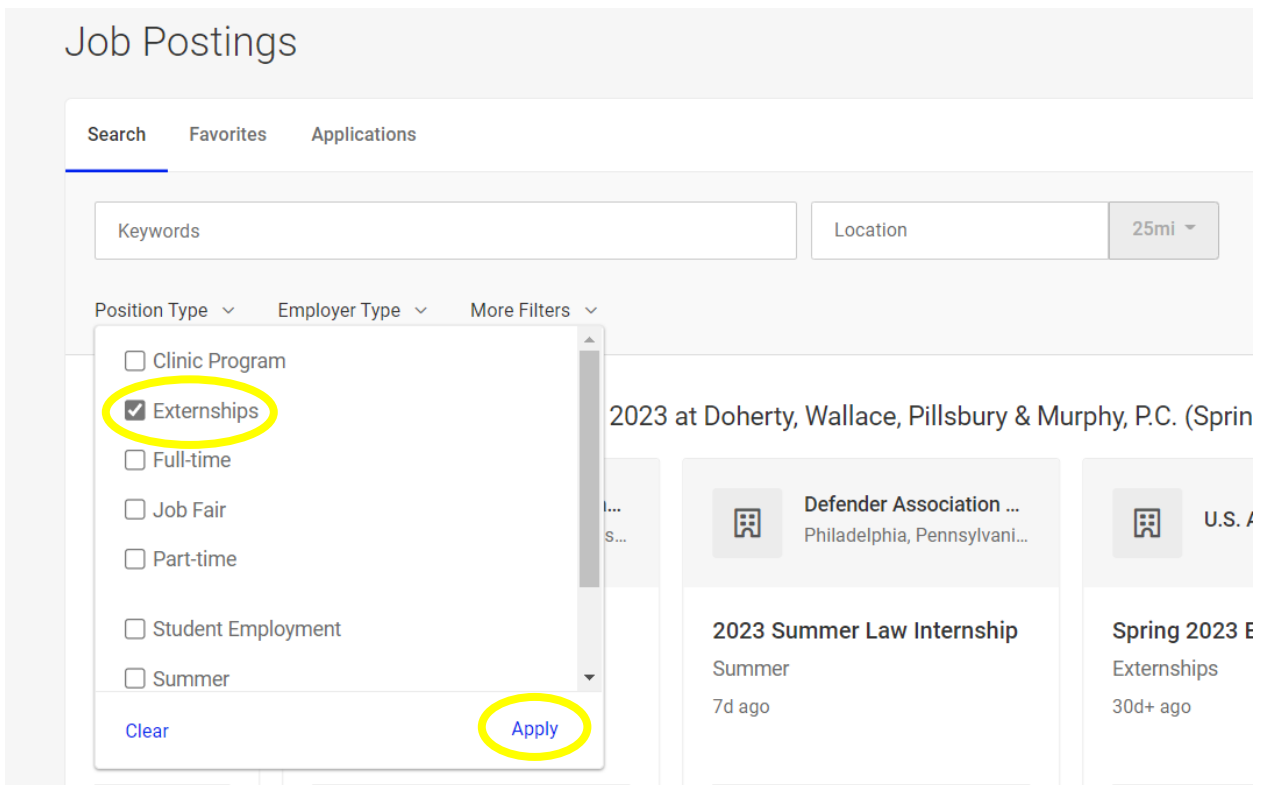 Job Postings
Search Favorites Applications
Keywords Location 25mi
Position Type Employer Type More Filters
Clinic Program
Externships
Full-time
Job Fair
Part-time
Student Employment
Summer
Clear Apply
2023 at Doherty, Wallace, Pillsbury & Murphy, P.C. (Sprin
...
s...
Defender Association ...
Philadelphia, Pennsylvani...
2023 Summer Law Internship
Summer
7d ago
U.S. A
Spring 2023 E
Externships
30d+ ago